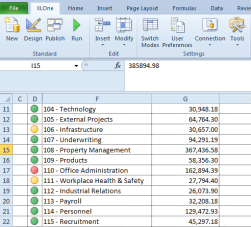 File XLOne Home Insert Page Layout Formulas Data Revie
New Design Publish Run Insert Modify Switch Modes User Preferences Connection Tools
Standard Edit Settings
I15 fx 385894.98
C D G
11 104 - Technology 30,948.18
12 105 - External Projects 64,764.30
13 106 - Infrastructure 30,657.00
14 107 - Underwriting 94,291.19
15 108 - Property Management 367,436.58
16 109 - Products 58,356.30
17 110 - Office Administration 162,894.39
18 111 - Workplace Health & Safety 27,794.40
19 112 - Industrial Relations 26,073.90
20 113 - Payroll 32,208.18
21 114 - Personnel 129,472.93
22 115 - Recruitment 45,297.18